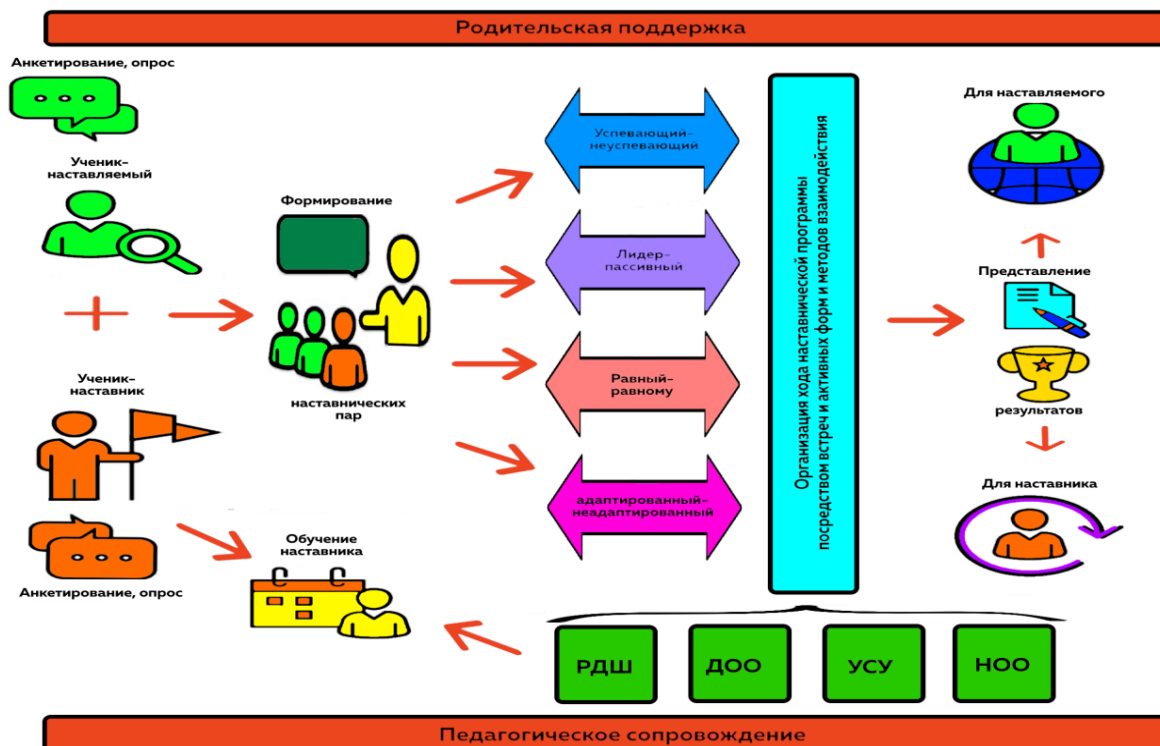 Родительская поддержка
Анкетирование, опрос
Ученик-
наставляемый
Ученик-
наставник
Анкетирование, опрос
Формирование
наставнических
пар
Обучение
наставника
Успевающий-
неуспевающий
Лидер-
пассивный
Равный-
равному
адаптированный-
неадаптированный
Организация хода наставнической программы
посредством встреч и активных форм и методов взаимодействия
РДШ
ДОО
УСУ
НОО
Для наставляемого
Представление
результатов
Для наставника
Педагогическое сопровождение